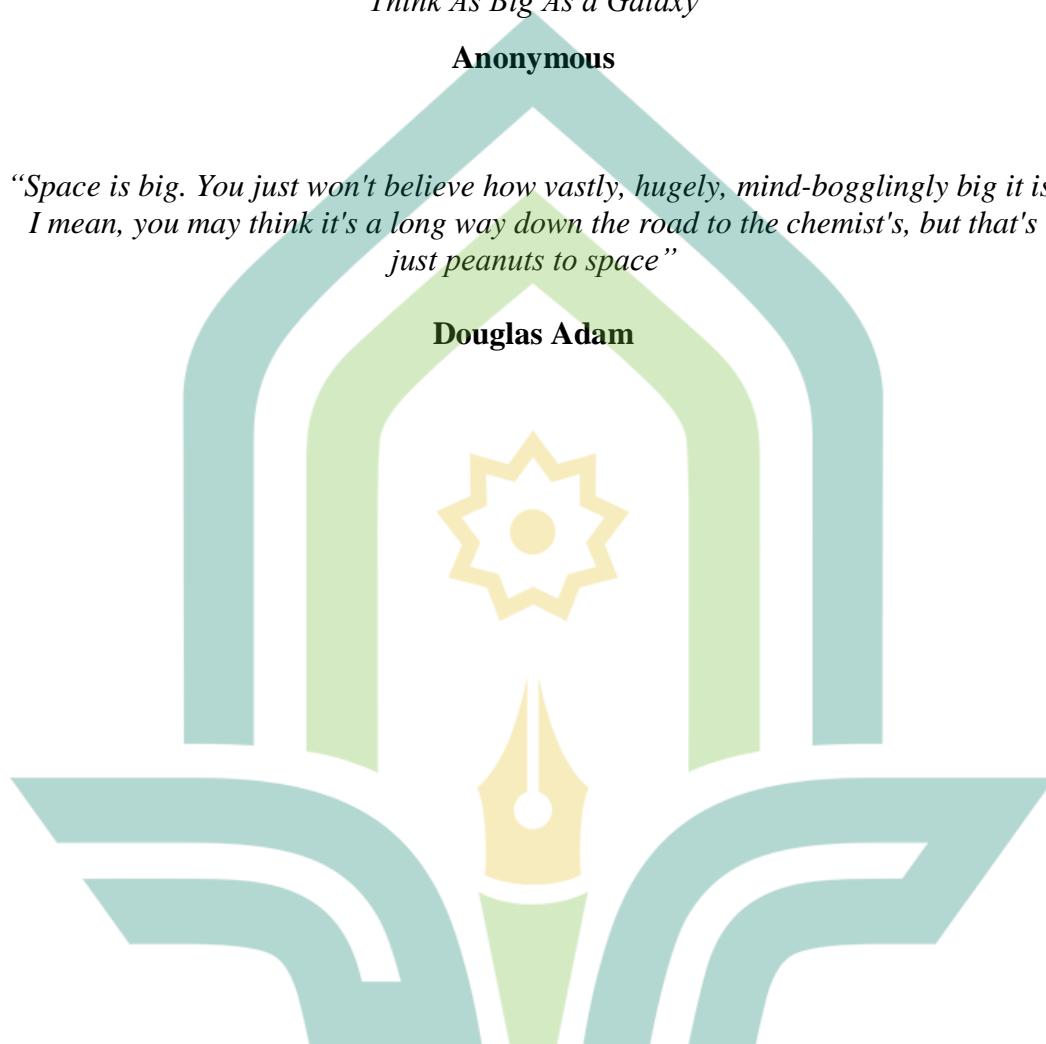 Think As Big As a Galaxy
Anonymous
“Space is big. You just won't believe how vastly, hugely, mind-bogglingly big it is
I mean, you may think it's a long way down the road to the chemist's, but that's
just peanuts to space”
Douglas Adam